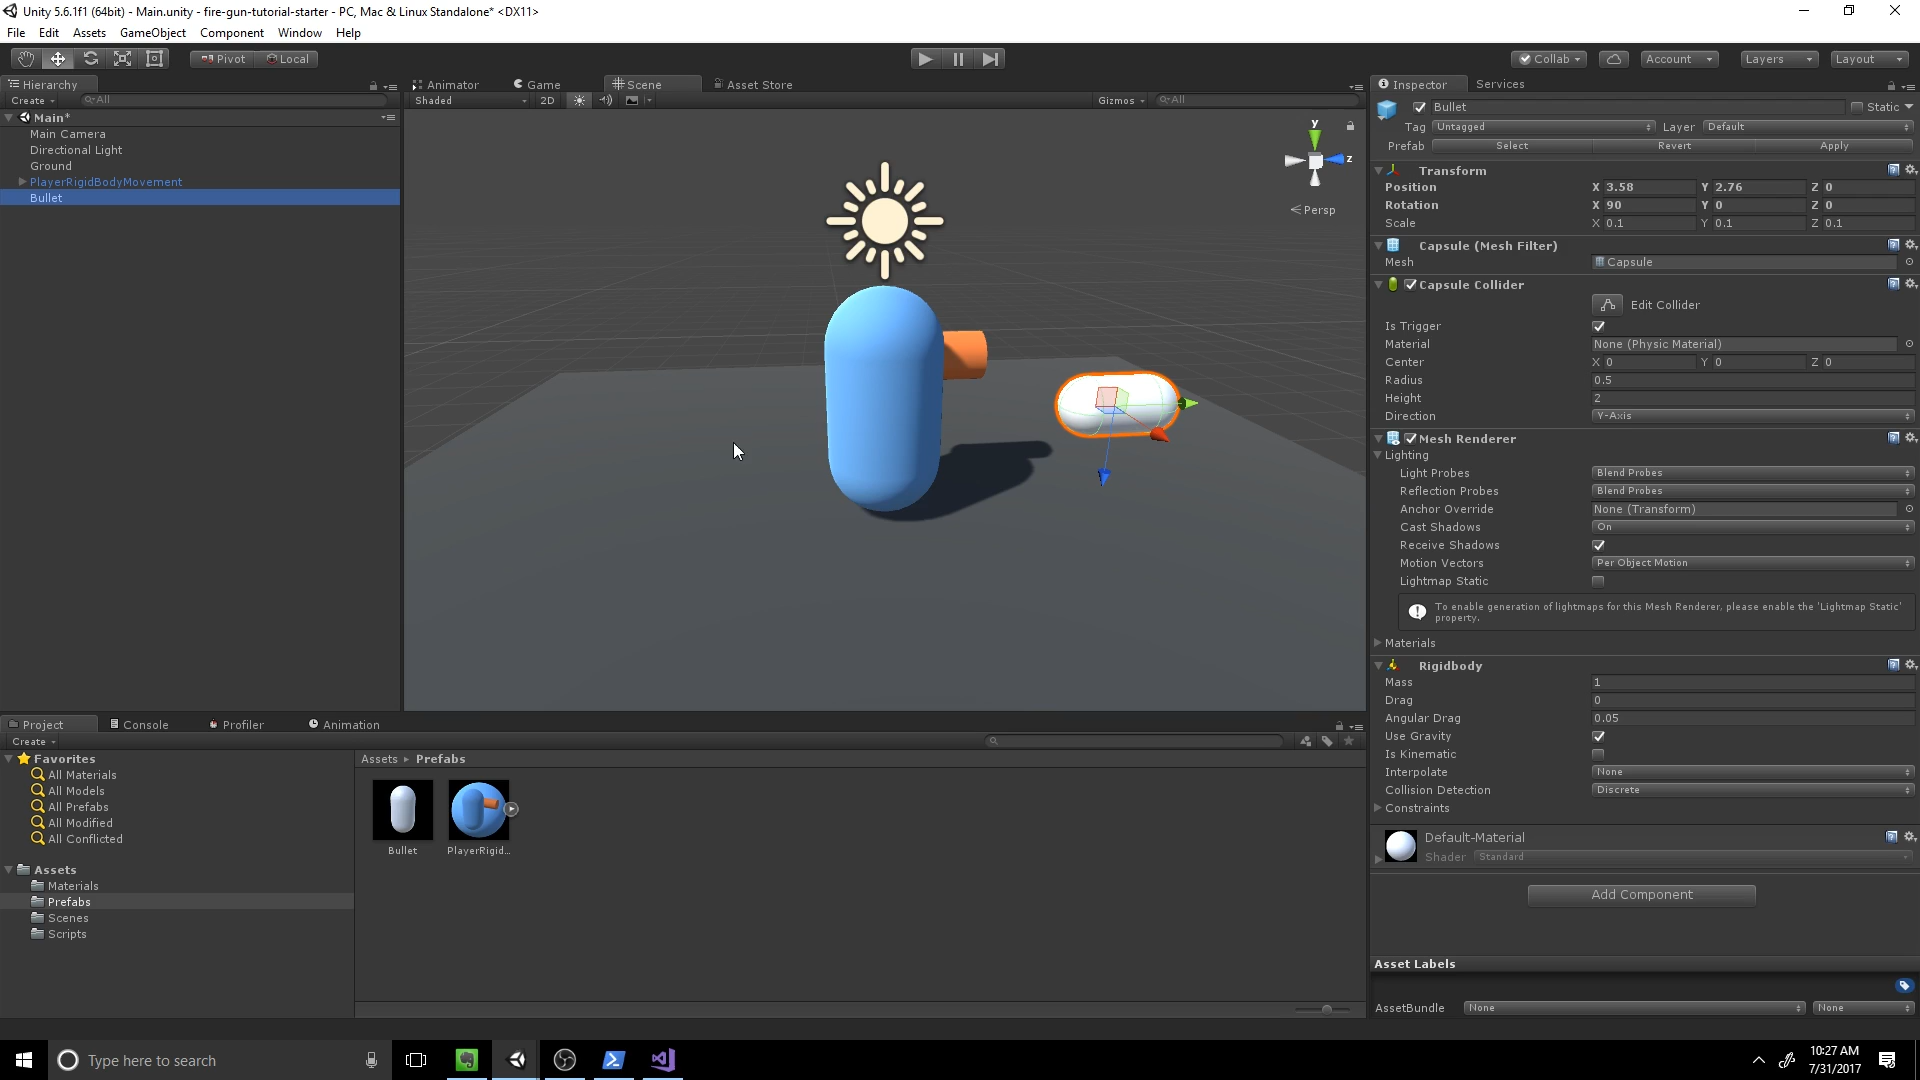 Unity 5.6.1f1 (64bit) - Main.unity - fire-gun-tutorial-starter - PC, Mac & Linux Standalone* <DX11>
File Edit Assets GameObject Component Window Help
Pivot Local Collab Account Layers Layout
Hierarchy
Create All
Main*
Main Camera
Directional Light
Ground
PlayerRigidBodyMovement
Bullet
Animator Game Scene Asset Store
Shaded 2D Gizmos All
y
z
Persp
Inspector Services
Bullet Static
Tag Untagged Layer Default
Prefab Select Revert Apply
Transform
Position X 3.58 Y 2.76 Z 0
Rotation X 90 Y 0 Z 0
Scale X 0.1 Y 0.1 Z 0.1
Capsule (Mesh Filter)
Mesh Capsule
Capsule Collider
Edit Collider
Is Trigger
Material None (Physic Material)
Center X 0 Y 0 Z 0
Radius 0.5
Height 2
Direction Y-Axis
Mesh Renderer
Lighting
Light Probes Blend Probes
Reflection Probes Blend Probes
Anchor Override None (Transform)
Cast Shadows On
Receive Shadows
Motion Vectors Per Object Motion
Lightmap Static
To enable generation of lightmaps for this Mesh Renderer, please enable the 'Lightmap Static'
property.
Materials
Rigidbody
Mass 1
Drag 0
Angular Drag 0.05
Use Gravity
Is Kinematic
Interpolate None
Collision Detection Discrete
Constraints
Default-Material
Shader Standard
Add Component
Asset Labels
AssetBundle None None
Project Console Profiler Animation
Create
Favorites
All Materials
All Models
All Prefabs
All Modified
All Conflicted
Assets
Materials
Prefabs
Scenes
Scripts
Assets Prefabs
Bullet PlayerRigid...
Type here to search
10:27 AM
7/31/2017